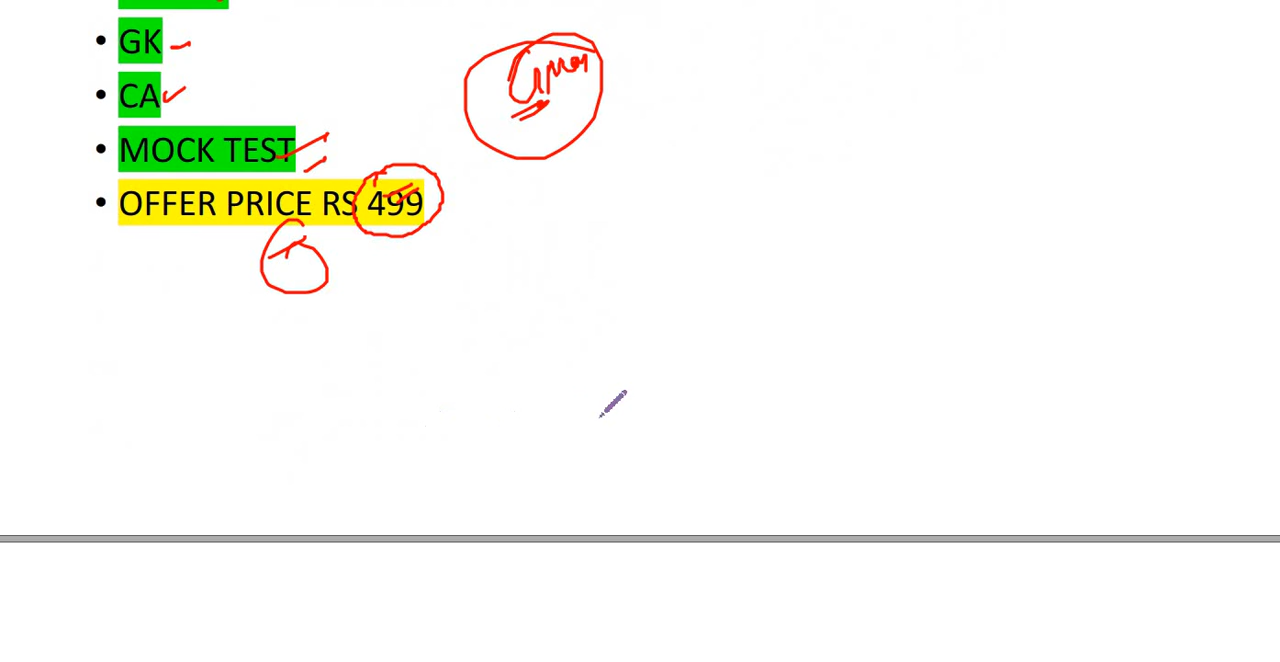 • GK
• CA
• MOCK TEST
• OFFER PRICE RS 499